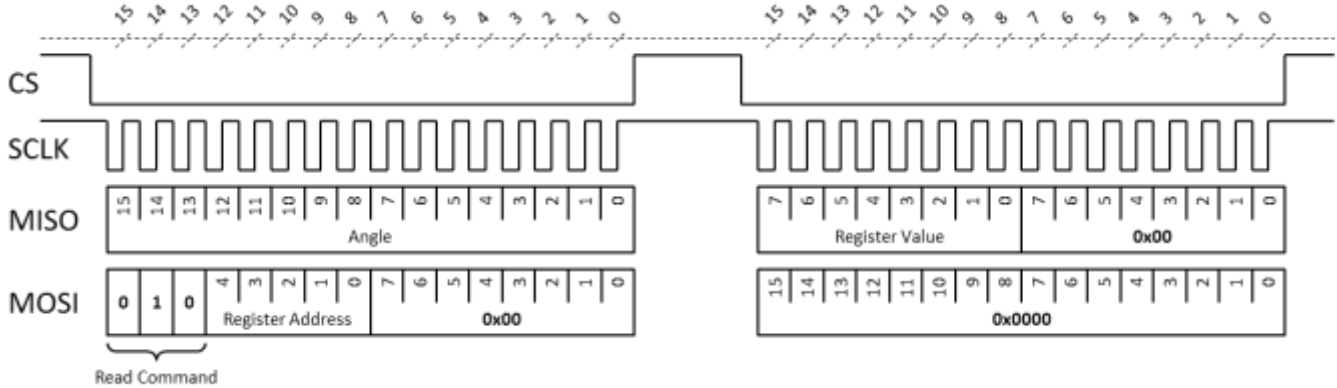 15 14 13 12 11 10 9 8 7 6 5 4 3 2 1 0 15 14 13 12 11 10 9 8 7 6 5 4 3 2 1 0
CS
SCLK
MISO 15 14 13 12 11 10 9 8 7 6 5 4 3 2 1 0 7 6 5 4 3 2 1 0 7 6 5 4 3 2 1 0
Angle Register Value 0x00
MOSI 0 1 0 4 3 2 1 0 7 6 5 4 3 2 1 0 15 14 13 12 11 10 9 8 7 6 5 4 3 2 1 0
Register Address 0x00 0x0000
Read Command